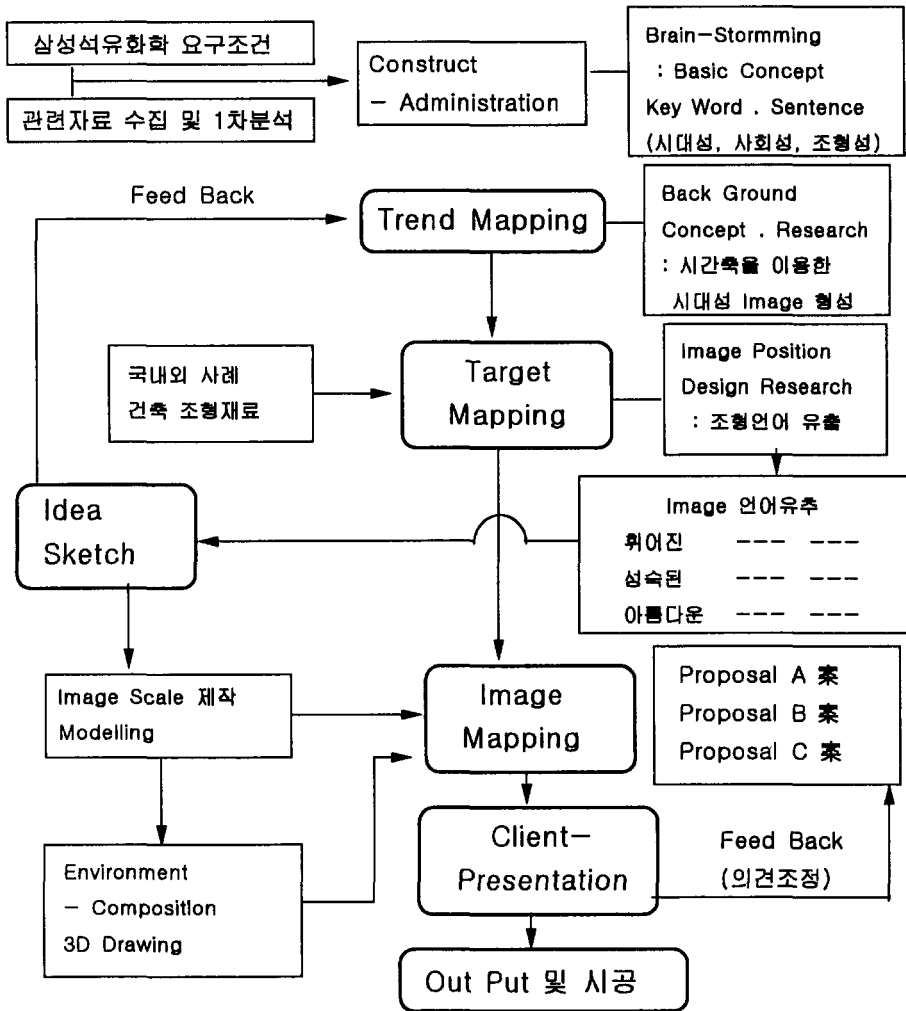 삼성석유화학 요구조건
관련자료 수집 및 1차분석
Construct
- Administration
Brain-Stormming
: Basic Concept
Key Word . Sentence
(시대성, 사회성, 조형성)
Feed Back
Trend Mapping
Back Ground
Concept . Research
: 시간축을 이용한
시대성 Image 형성
국내외 사례
건축 조형재료
Target
Mapping
Image Position
Design Research
: 조형언어 유출
Idea
Sketch
Image 언어유추
휘어진 --- ---
성숙된 --- ---
아름다운 --- ---
Image Scale 제작
Modelling
Image
Mapping
Proposal A 案
Proposal B 案
Proposal C 案
Environment
- Composition
3D Drawing
Client-
Presentation
Feed Back
(의견조정)
Out Put 및 시공